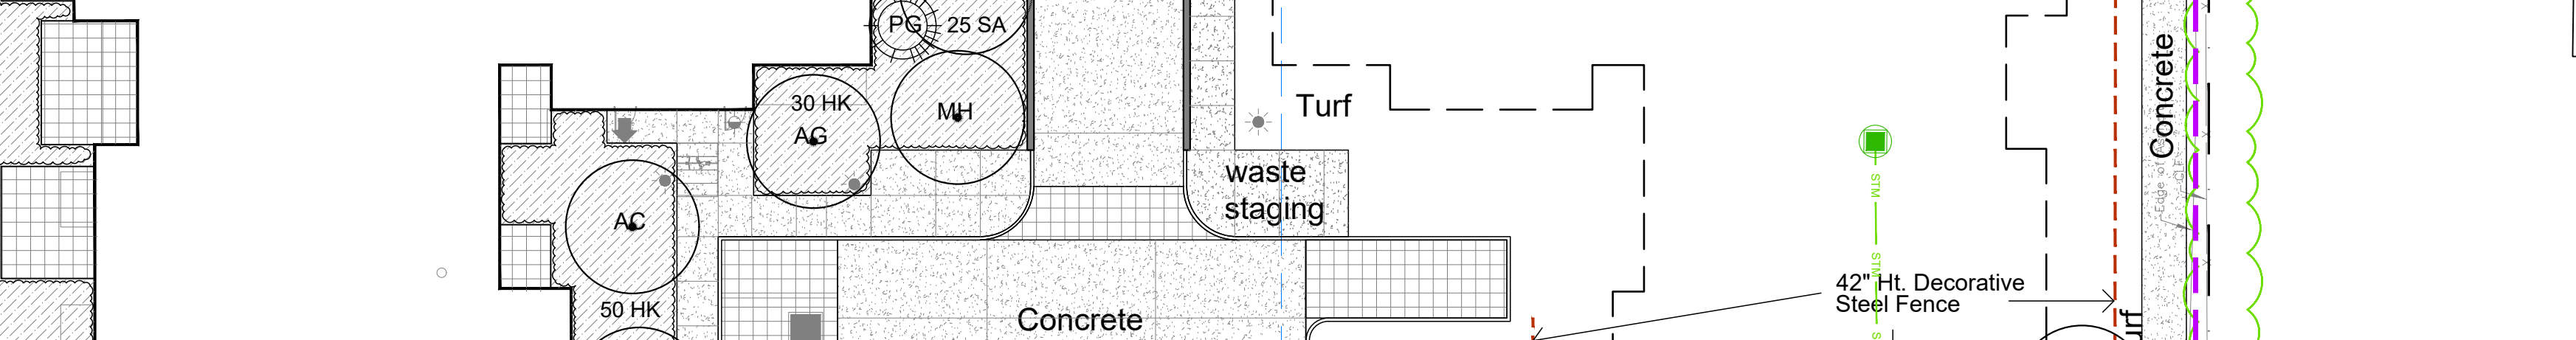 PG 25 SA
30 HK
AG
MH
Turf
Concrete
waste
staging
AC
STM
STM
42" Ht. Decorative
Steel Fence
50 HK
Concrete